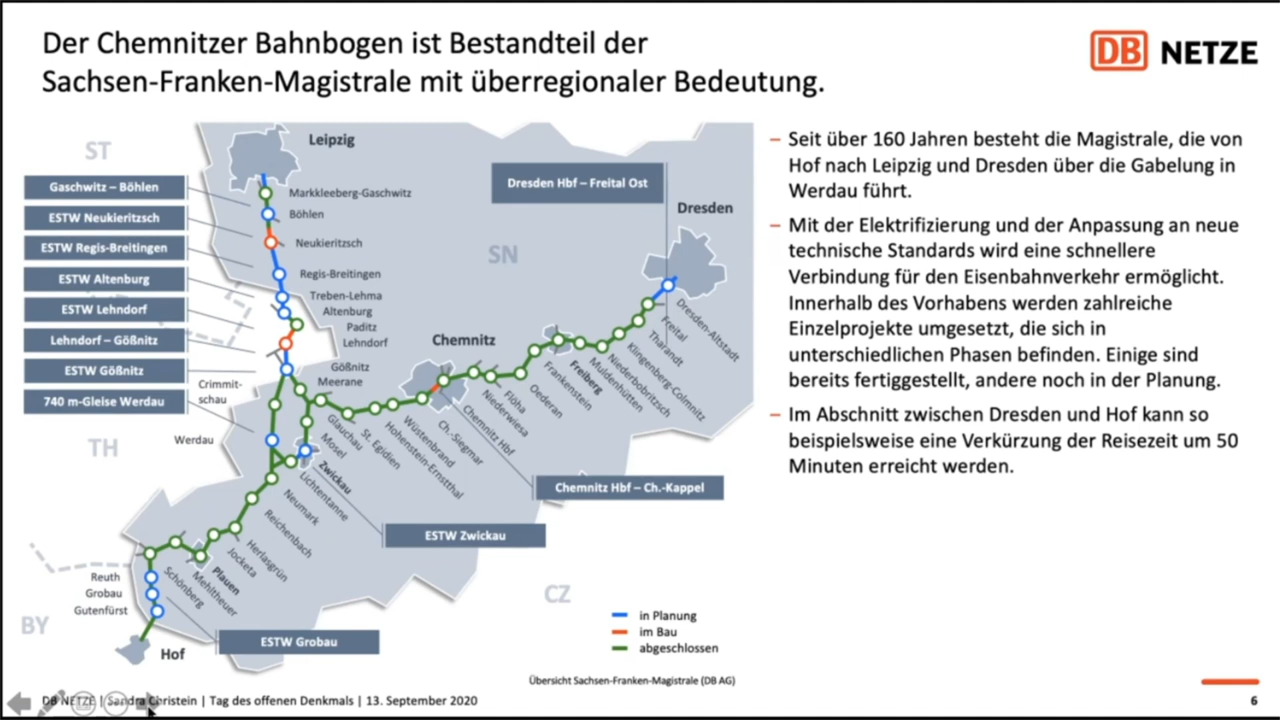 Der Chemnitzer Bahnbogen ist Bestandteil der
Sachsen-Franken-Magistrale mit überregionaler Bedeutung.
DB NETZE
Leipzig
ST
Gaschwitz – Böhlen
ESTW Neukieritzsch
ESTW Regis-Breitingen
ESTW Altenburg
ESTW Lehndorf
Lehndorf – Gößnitz
ESTW Gößnitz
740 m-Gleise Werdau
Markkleeberg-Gaschwitz
Böhlen
Neukieritzsch
Regis-Breitingen
Treben-Lehma
Altenburg
Paditz
Lehndorf
Gößnitz
Meerane
Crimmit-
schau
Werdau
TH
SN
Dresden Hbf – Freital Ost
Dresden
Dresden-Altstadt
Freital
Tharandt
Klingenberg-Colmnitz
Niederbobritzsch
Muldenhütten
Freiberg
Frankenstein
Oederan
Flöha
Niederwiesa
Chemnitz
Chemnitz Hbf
Ch.-Siegmar
Wüstenbrand
Hohenstein-Ernstthal
St. Egidien
Glauchau
Mosel
Zwickau
Lichtentanne
Neumark
Reichenbach
Herlasgrün
Jocketa
Plauen
Mehltheuer
Schönberg
Reuth
Grobau
Gutenfürst
BY
Hof
Chemnitz Hbf – Ch.-Kappel
ESTW Zwickau
ESTW Grobau
CZ
in Planung
im Bau
abgeschlossen
Übersicht Sachsen-Franken-Magistrale (DB AG)
– Seit über 160 Jahren besteht die Magistrale, die von
Hof nach Leipzig und Dresden über die Gabelung in
Werdau führt.
– Mit der Elektrifizierung und der Anpassung an neue
technische Standards wird eine schnellere
Verbindung für den Eisenbahnverkehr ermöglicht.
Innerhalb des Vorhabens werden zahlreiche
Einzelprojekte umgesetzt, die sich in
unterschiedlichen Phasen befinden. Einige sind
bereits fertiggestellt, andere noch in der Planung.
– Im Abschnitt zwischen Dresden und Hof kann so
beispielsweise eine Verkürzung der Reisezeit um 50
Minuten erreicht werden.
DB NETZE | Sandra Christein | Tag des offenen Denkmals | 13. September 2020
6